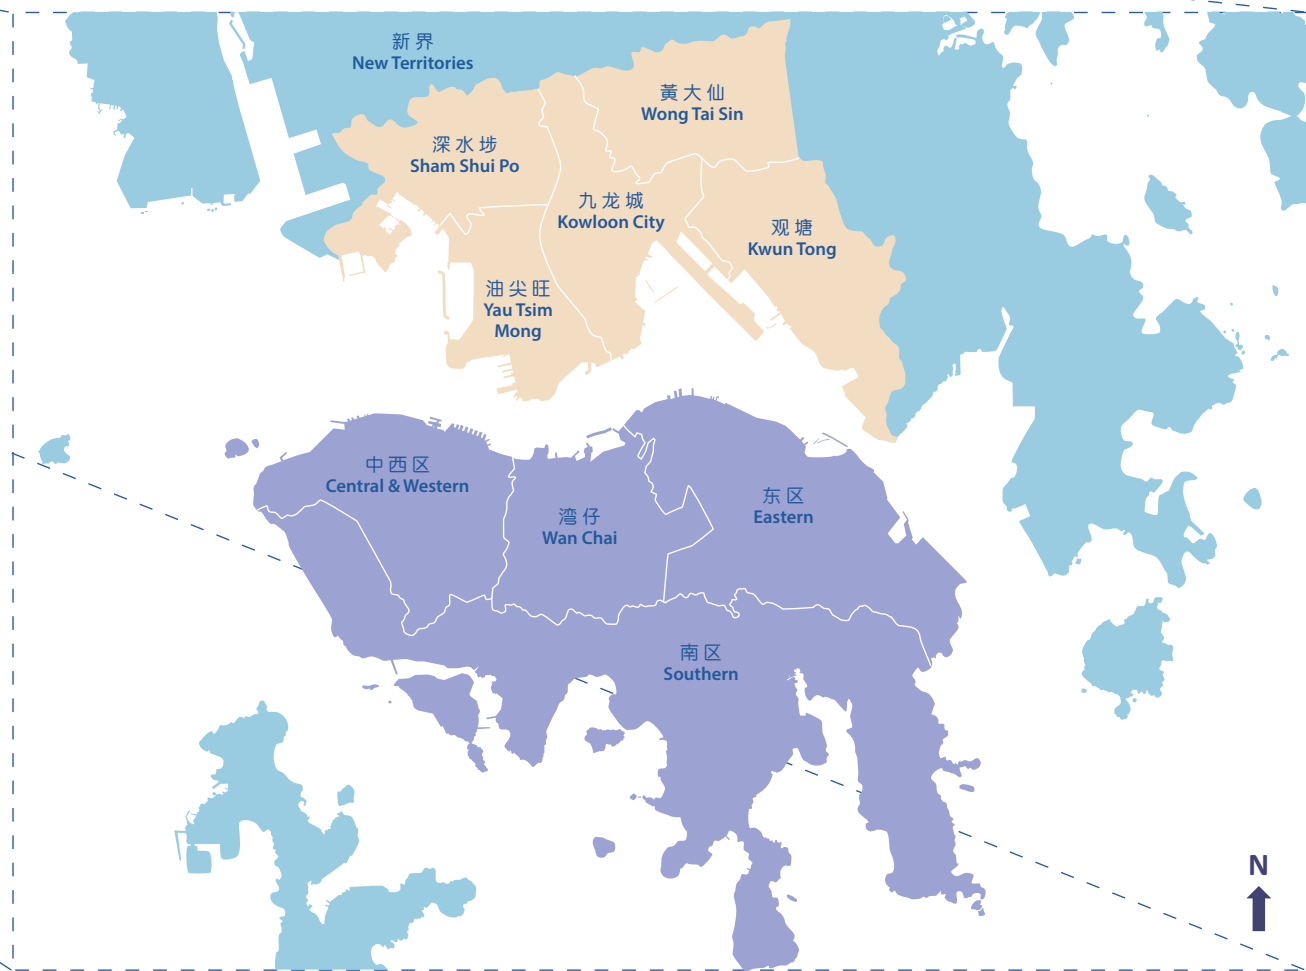 新界
New Territories
黃大仙
Wong Tai Sin
深水埗
Sham Shui Po
九龙城
Kowloon City
观塘
Kwun Tong
油尖旺
Yau Tsim
Mong
中西区
Central & Western
东区
Eastern
湾仔
Wan Chai
南区
Southern
N